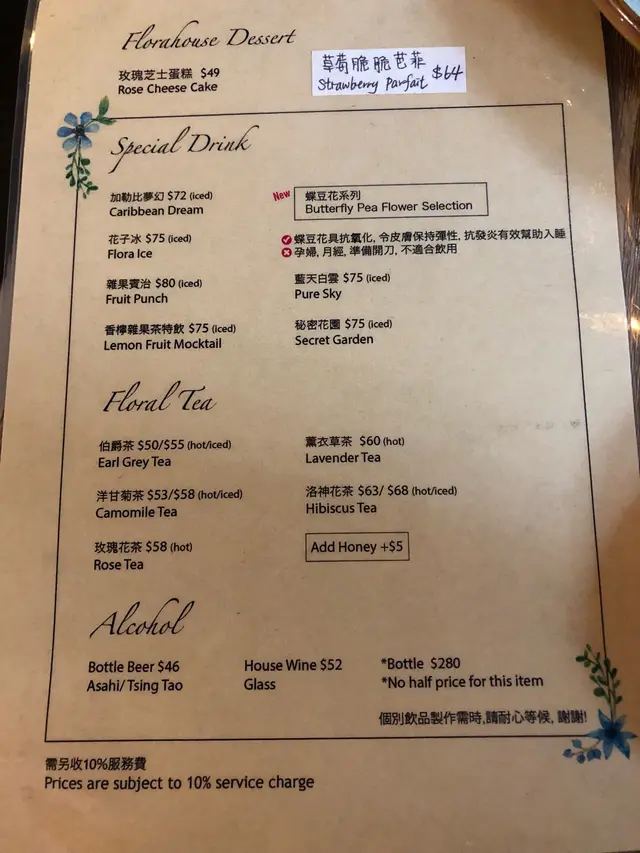 Florahouse Dessert
玫瑰芝士蛋糕 $49
Rose Cheese Cake
草莓脆脆芭菲 $64
Strawberry Parfait
Special Drink
加勒比夢幻 $72 (iced)
Caribbean Dream
花子冰 $75 (iced)
Flora Ice
雜果賓治 $80 (iced)
Fruit Punch
香檸雜果茶特飲 $75 (iced)
Lemon Fruit Mocktail
New
蝶豆花系列
Butterfly Pea Flower Selection
蝶豆花具抗氧化, 令皮膚保持彈性, 抗發炎有效幫助入睡
孕婦, 月經, 準備開刀, 不適合飲用
藍天白雲 $75 (iced)
Pure Sky
秘密花園 $75 (iced)
Secret Garden
Floral Tea
伯爵茶 $50/$55 (hot/iced)
Earl Grey Tea
洋甘菊茶 $53/$58 (hot/iced)
Camomile Tea
玫瑰花茶 $58 (hot)
Rose Tea
薰衣草茶 $60 (hot)
Lavender Tea
洛神花茶 $63/ $68 (hot/iced)
Hibiscus Tea
Add Honey +$5
Alcohol
Bottle Beer $46
Asahi/ Tsing Tao
House Wine $52
Glass
*Bottle $280
*No half price for this item
個別飲品製作需時,請耐心等候, 謝謝!
需另收10%服務費
Prices are subject to 10% service charge